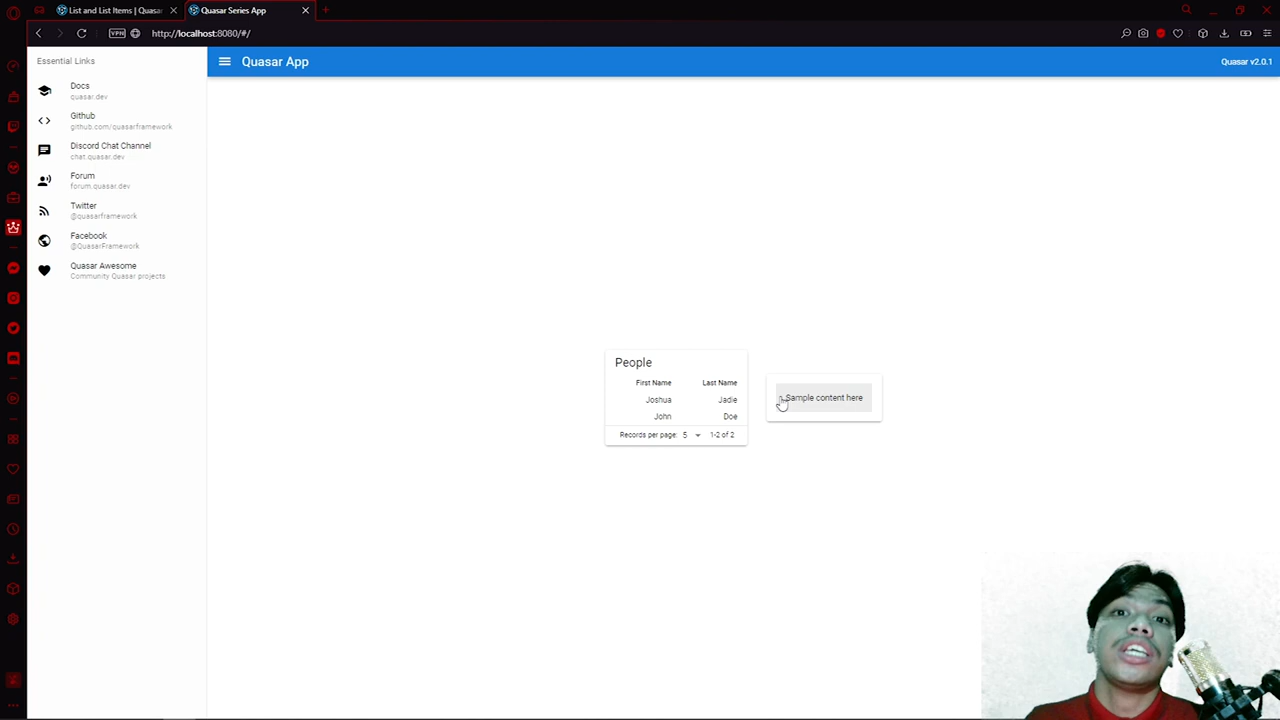 List and List Items | Quasa
Quasar Series App
VPN
http://localhost:8080/#/
Essential Links
Quasar App
Quasar v2.0.1
Docs
quasar.dev
Github
github.com/quasarframework
Discord Chat Channel
chat.quasar.dev
Forum
forum.quasar.dev
Twitter
@quasarframework
Facebook
@QuasarFramework
Quasar Awesome
Community Quasar projects
People
First Name Last Name
Joshua Jadie
John Doe
Records per page: 5 1-2 of 2
Sample content here